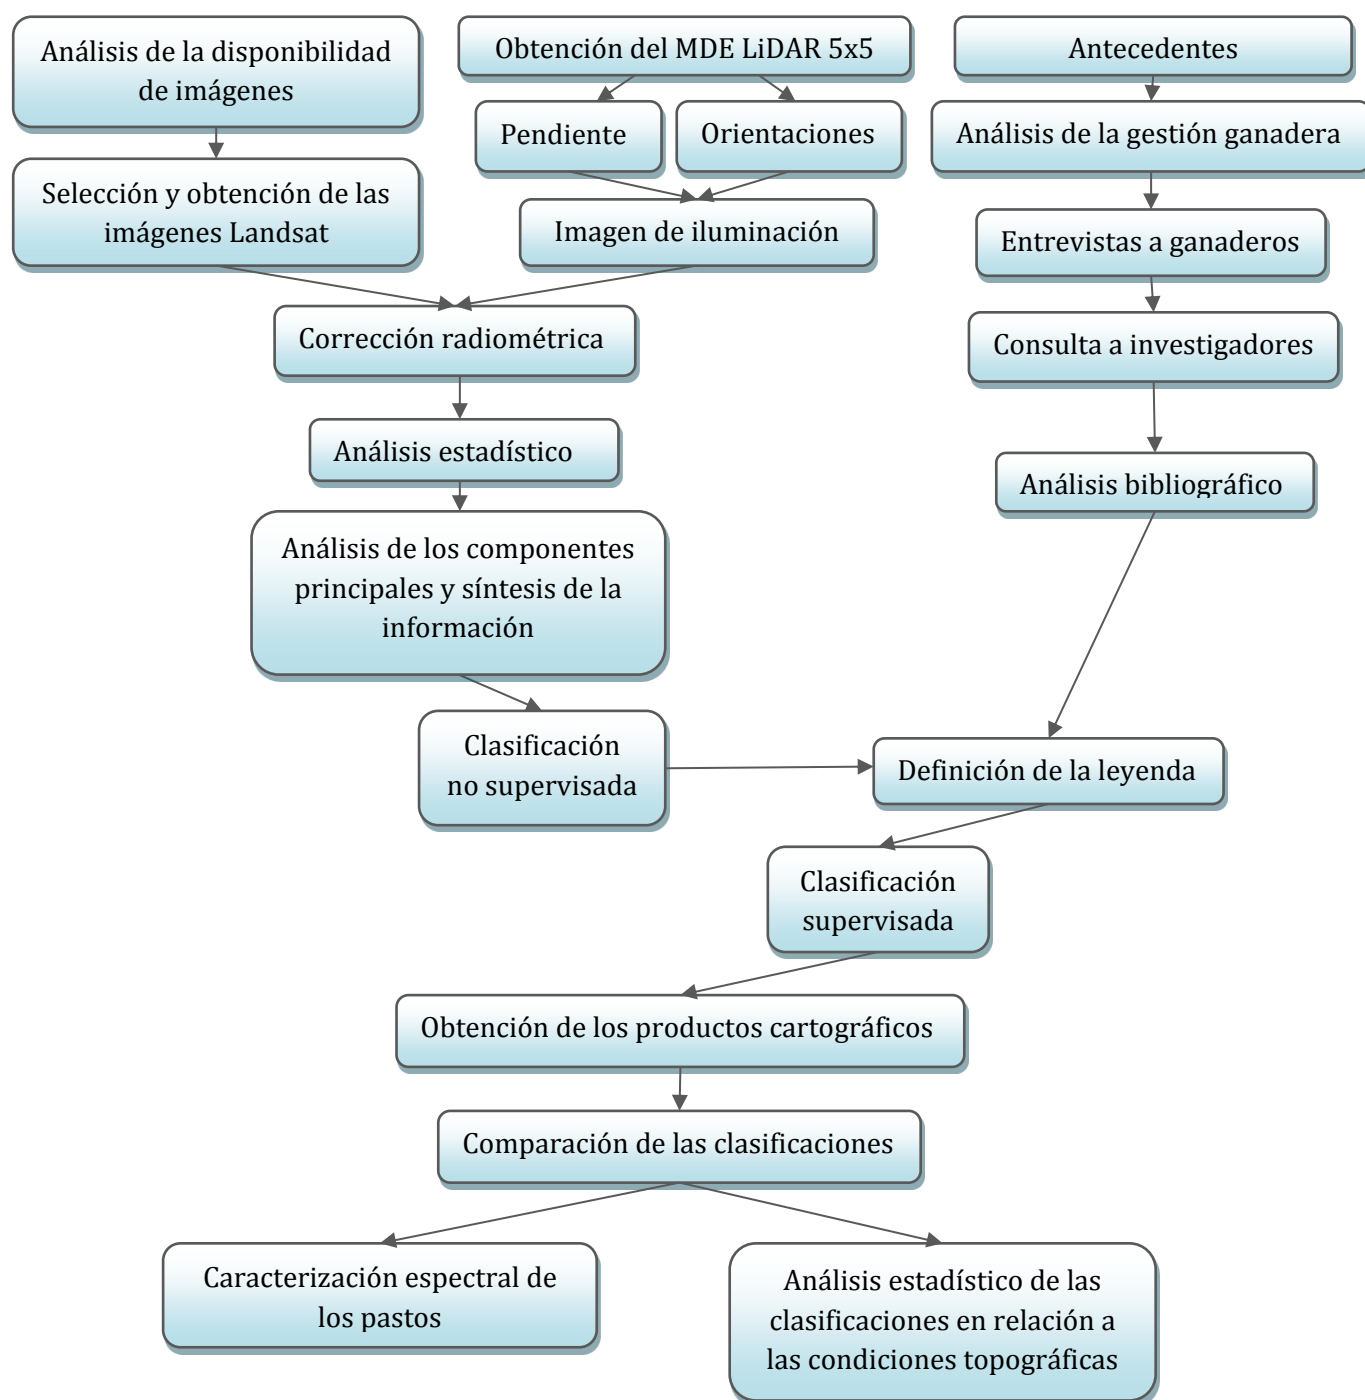 Análisis de la disponibilidad
de imágenes
Obtención del MDE LiDAR 5x5
Antecedentes
Pendiente
Orientaciones
Análisis de la gestión ganadera
Selección y obtención de las
imágenes Landsat
Imagen de iluminación
Entrevistas a ganaderos
Corrección radiométrica
Consulta a investigadores
Análisis estadístico
Análisis bibliográfico
Análisis de los componentes
principales y síntesis de la
información
Clasificación
no supervisada
Definición de la leyenda
Clasificación
supervisada
Obtención de los productos cartográficos
Comparación de las clasificaciones
Caracterización espectral de
los pastos
Análisis estadístico de las
clasificaciones en relación a
las condiciones topográficas